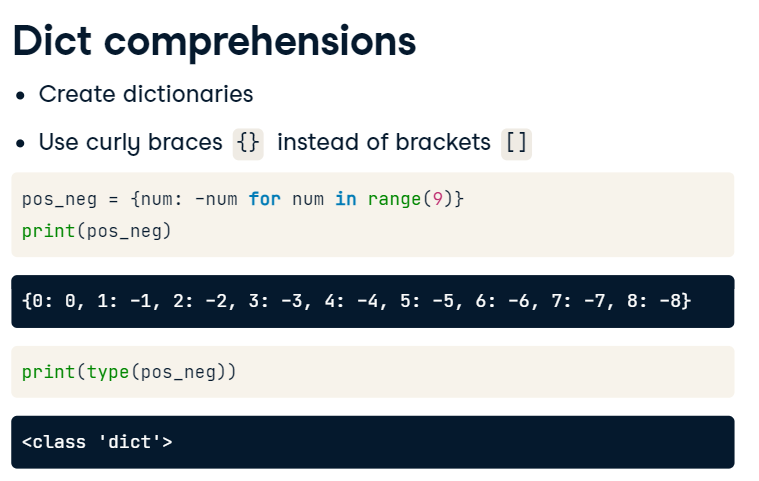 Dict comprehensions
• Create dictionaries
• Use curly braces {} instead of brackets []
pos_neg = {num: -num for num in range(9)}
print(pos_neg)
{0: 0, 1: -1, 2: -2, 3: -3, 4: -4, 5: -5, 6: -6, 7: -7, 8: -8}
print(type(pos_neg))
<class 'dict'>